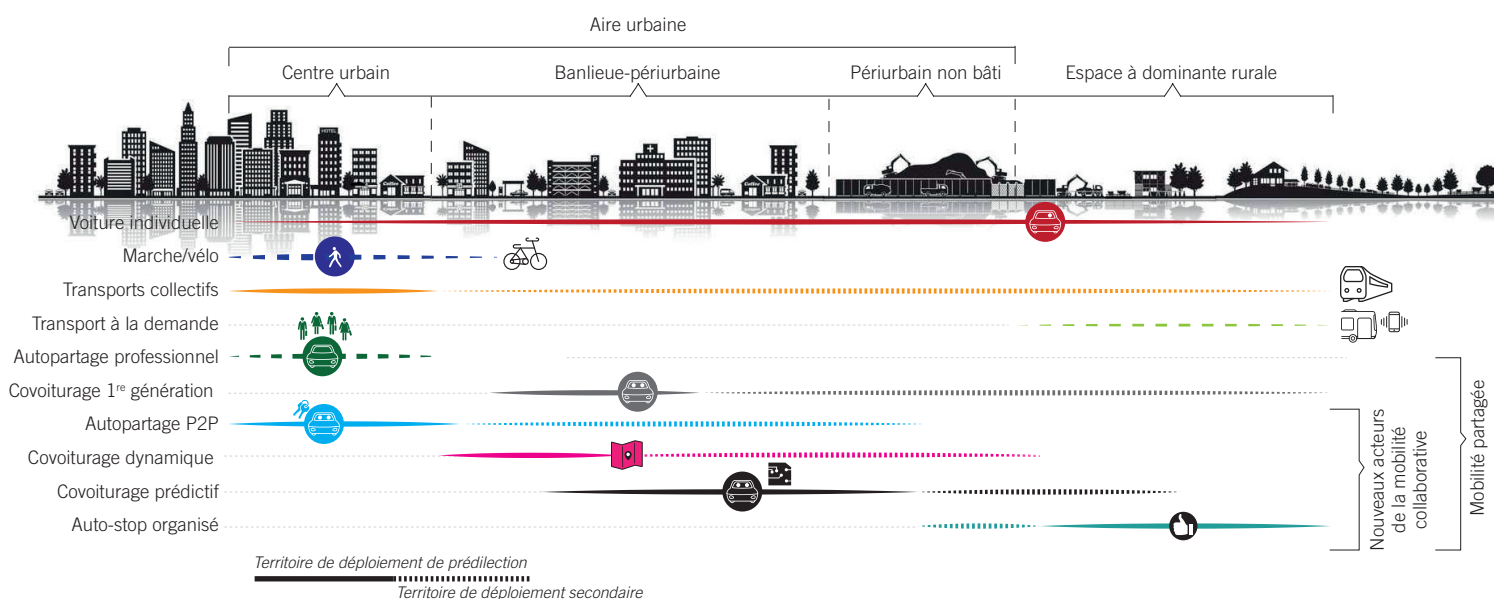 Aire urbaine
Centre urbain
Banlieue-périurbaine
Périurbain non bâti
Espace à dominante rurale
HOTEL
Voiture individuelle
Marche/vélo
Transports collectifs
Transport à la demande
Autopartage professionnel
Covoiturage 1re génération
Autopartage P2P
Covoiturage dynamique
Covoiturage prédictif
Auto-stop organisé
Nouveaux acteurs
de la mobilité
collaborative
Mobilité partagée
Territoire de déploiement de prédilection
Territoire de déploiement secondaire